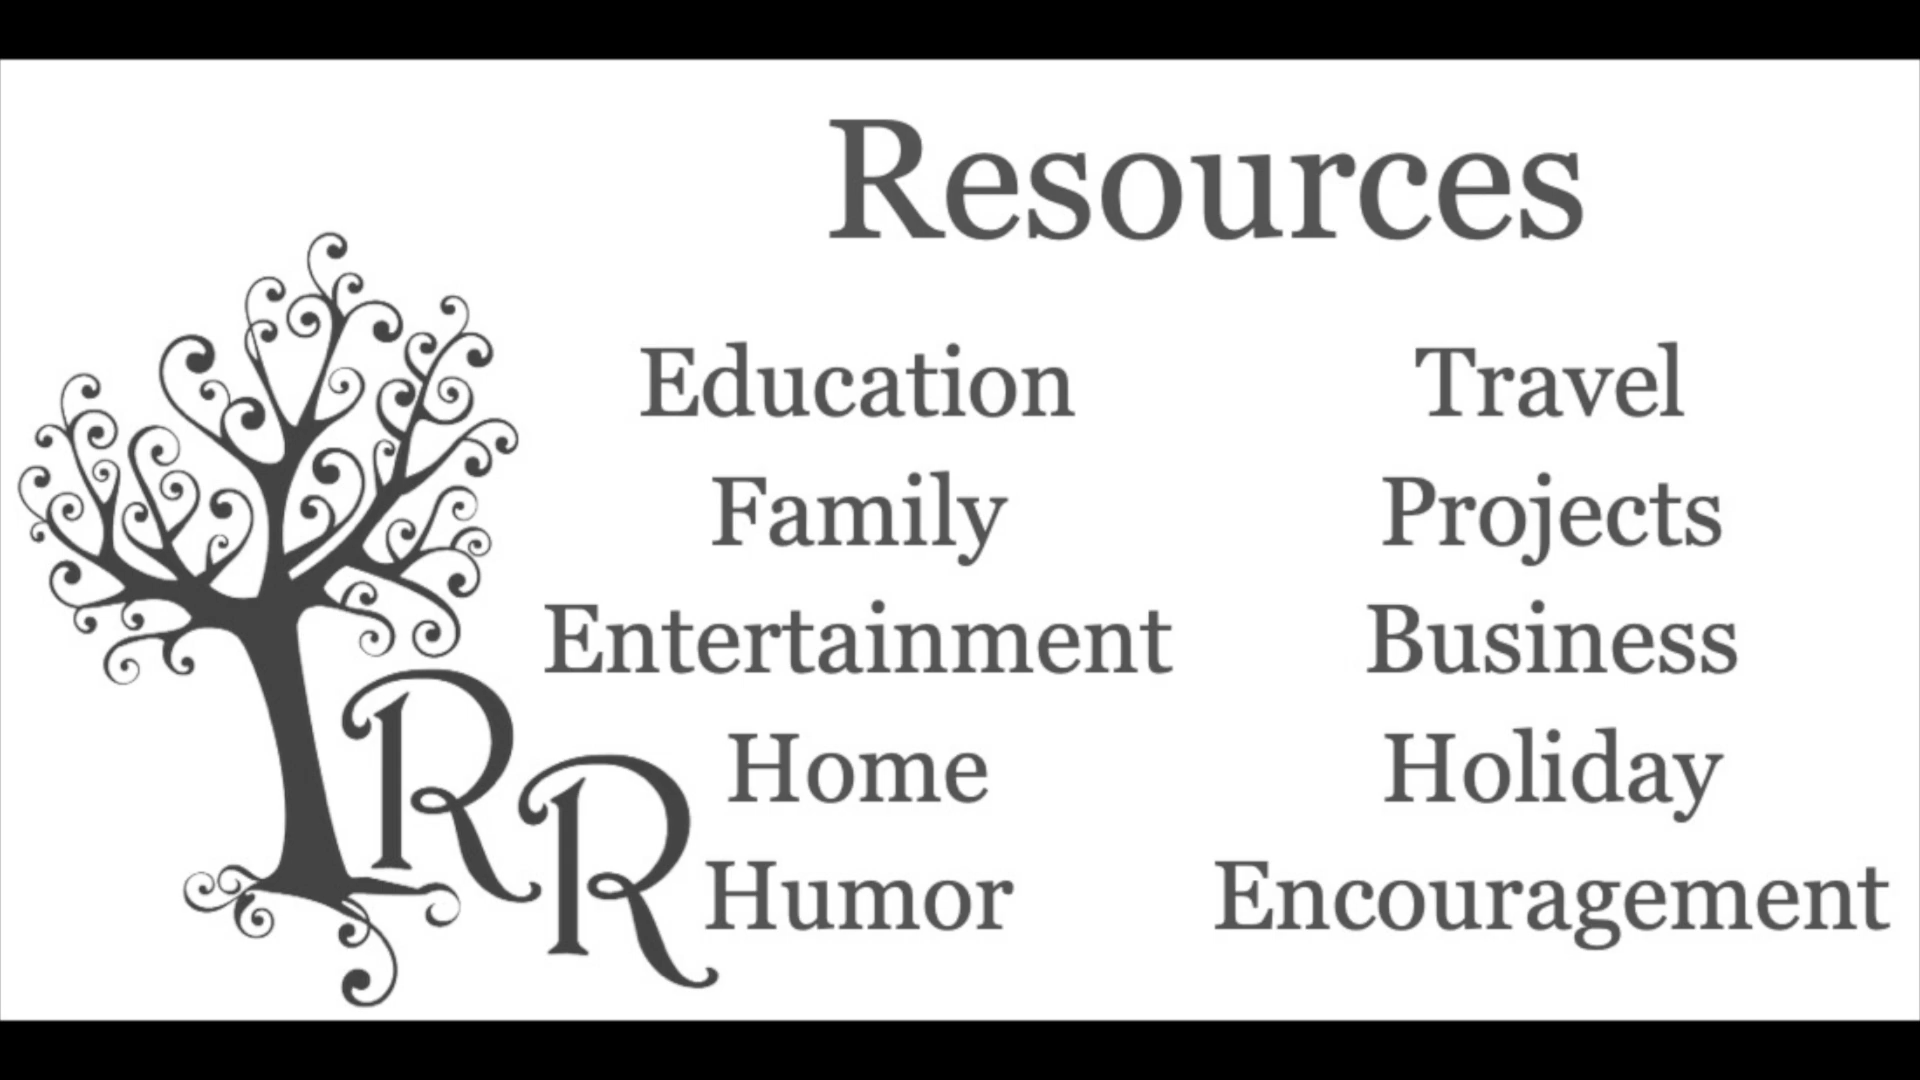 Resources
Education
Family
Entertainment
Home
Humor
Travel
Projects
Business
Holiday
Encouragement
RR